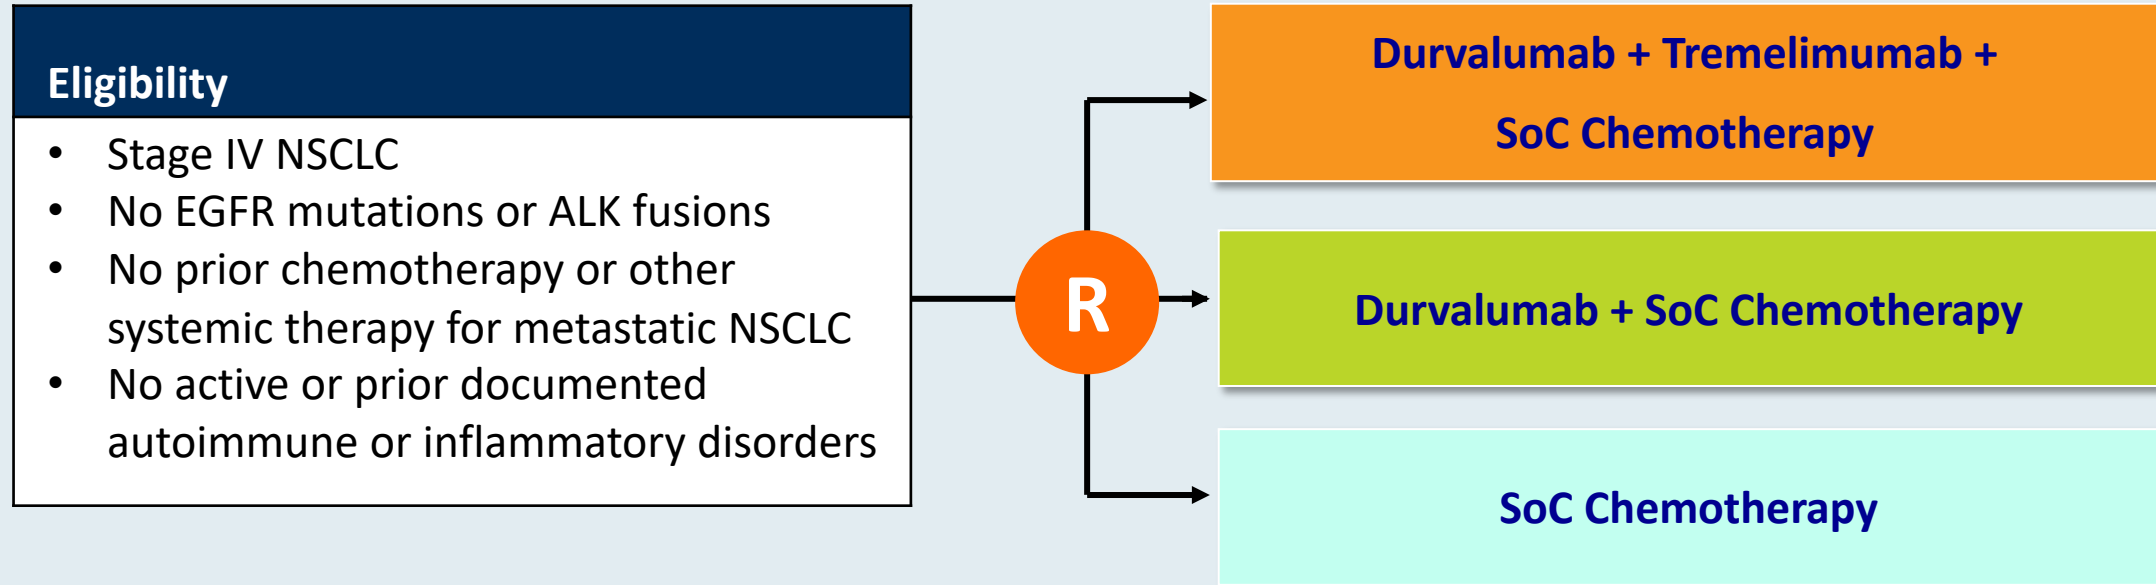 Eligibility
• Stage IV NSCLC
• No EGFR mutations or ALK fusions
• No prior chemotherapy or other
systemic therapy for metastatic NSCLC
• No active or prior documented
autoimmune or inflammatory disorders
R
Durvalumab + Tremelimumab +
SoC Chemotherapy
Durvalumab + SoC Chemotherapy
SoC Chemotherapy